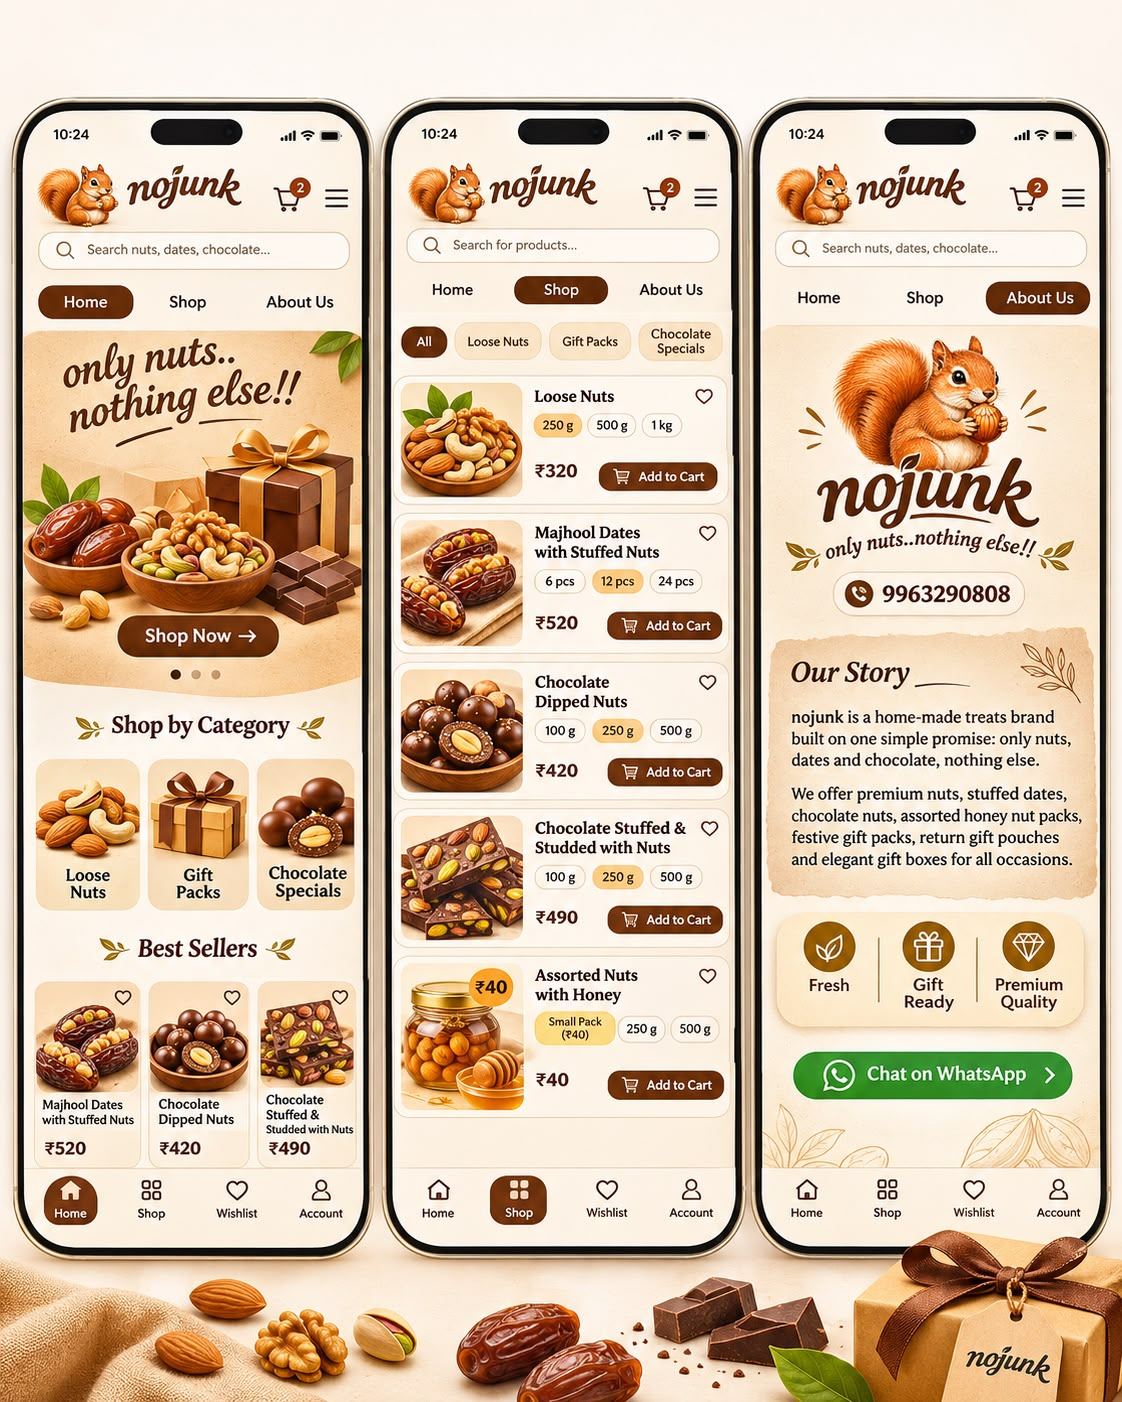 10:24
nojunk
2
Search nuts, dates, chocolate...
Home
Shop
About Us
only nuts..
nothing else!!
Shop Now →
Shop by Category
Loose
Nuts
Gift
Packs
Chocolate
Specials
Best Sellers
Majhool Dates
with Stuffed Nuts
₹520
Chocolate
Dipped Nuts
₹420
Chocolate
Stuffed &
Studded with Nuts
₹490
Home
Shop
Wishlist
Account
10:24
nojunk
2
Search for products...
Home
Shop
About Us
All
Loose Nuts
Gift Packs
Chocolate
Specials
Loose Nuts
250 g
500 g
1 kg
₹320
Add to Cart
Majhool Dates
with Stuffed Nuts
6 pcs
12 pcs
24 pcs
₹520
Add to Cart
Chocolate
Dipped Nuts
100 g
250 g
500 g
₹420
Add to Cart
Chocolate Stuffed &
Studded with Nuts
100 g
250 g
500 g
₹490
Add to Cart
₹40
Assorted Nuts
with Honey
Small Pack
(₹40)
250 g
500 g
₹40
Add to Cart
Home
Shop
Wishlist
Account
10:24
nojunk
2
Search nuts, dates, chocolate...
Home
Shop
About Us
nojunk
only nuts..nothing else!!
9963290808
Our Story
nojunk is a home-made treats brand
built on one simple promise: only nuts,
dates and chocolate, nothing else.
We offer premium nuts, stuffed dates,
chocolate nuts, assorted honey nut packs,
festive gift packs, return gift pouches
and elegant gift boxes for all occasions.
Fresh
Gift
Ready
Premium
Quality
Chat on WhatsApp
Home
Shop
Wishlist
Account
nojunk